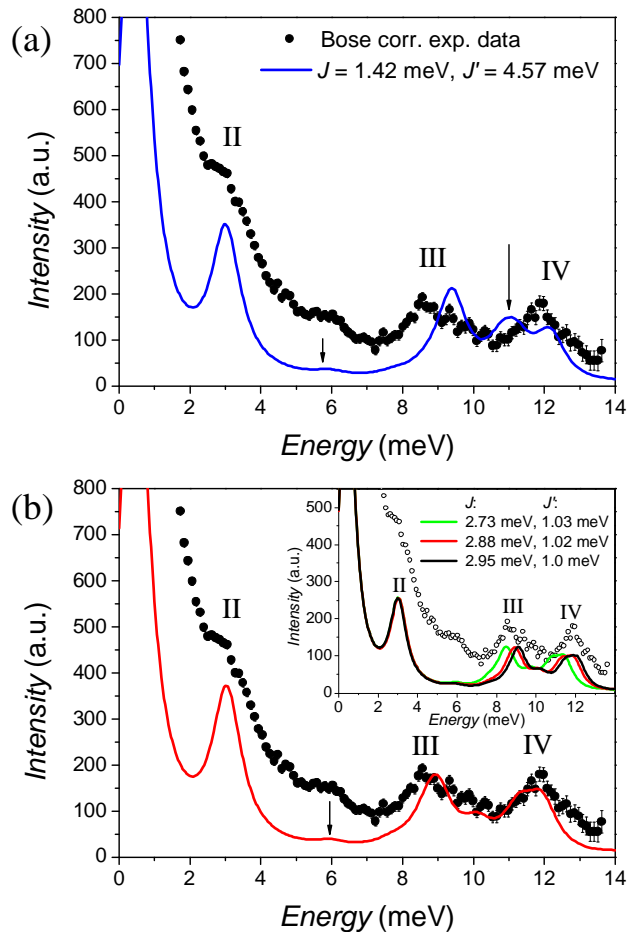 (a)
800
700
600
500
400
300
200
100
0
Intensity (a.u.)
Bose corr. exp. data
J = 1.42 meV, J' = 4.57 meV
II
III
IV
0 2 4 6 8 10 12 14
Energy (meV)
(b)
800
700
600
500
400
300
200
100
0
Intensity (a.u.)
II
III
IV
0 2 4 6 8 10 12 14
Energy (meV)
500
400
300
200
100
0
Intensity (a.u.)
J: J':
2.73 meV, 1.03 meV
2.88 meV, 1.02 meV
2.95 meV, 1.0 meV
II
III
IV
0 2 4 6 8 10 12
Energy (meV)